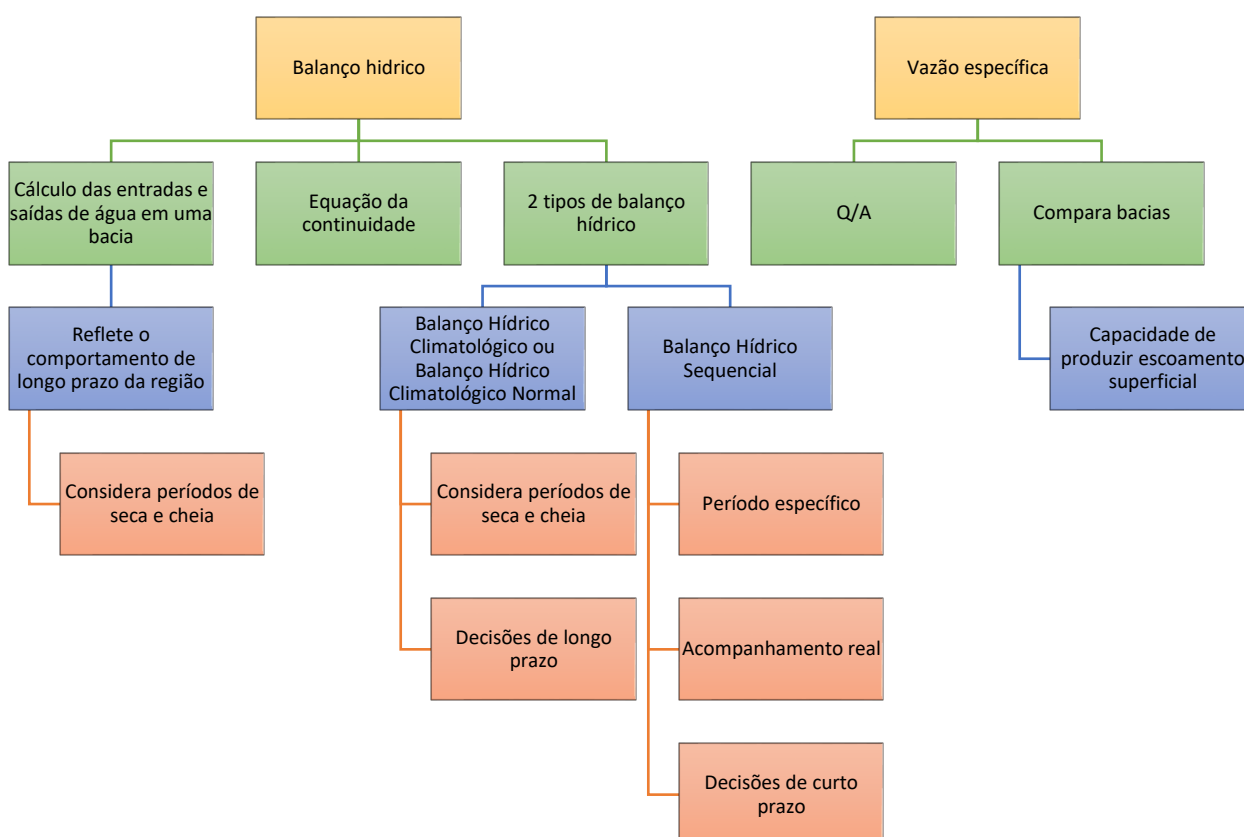 Balanço hidrico
Vazão específica
Cálculo das entradas e
saídas de água em uma
bacia
Equação da
continuidade
2 tipos de balanço
hídrico
Q/A
Compara bacias
Reflete o
comportamento de
longo prazo da região
Balanço Hídrico
Climatológico ou
Balanço Hídrico
Climatológico Normal
Balanço Hídrico
Sequencial
Capacidade de
produzir escoamento
superficial
Considera períodos de
seca e cheia
Considera períodos de
seca e cheia
Período específico
Decisões de longo
prazo
Acompanhamento real
Decisões de curto
prazo